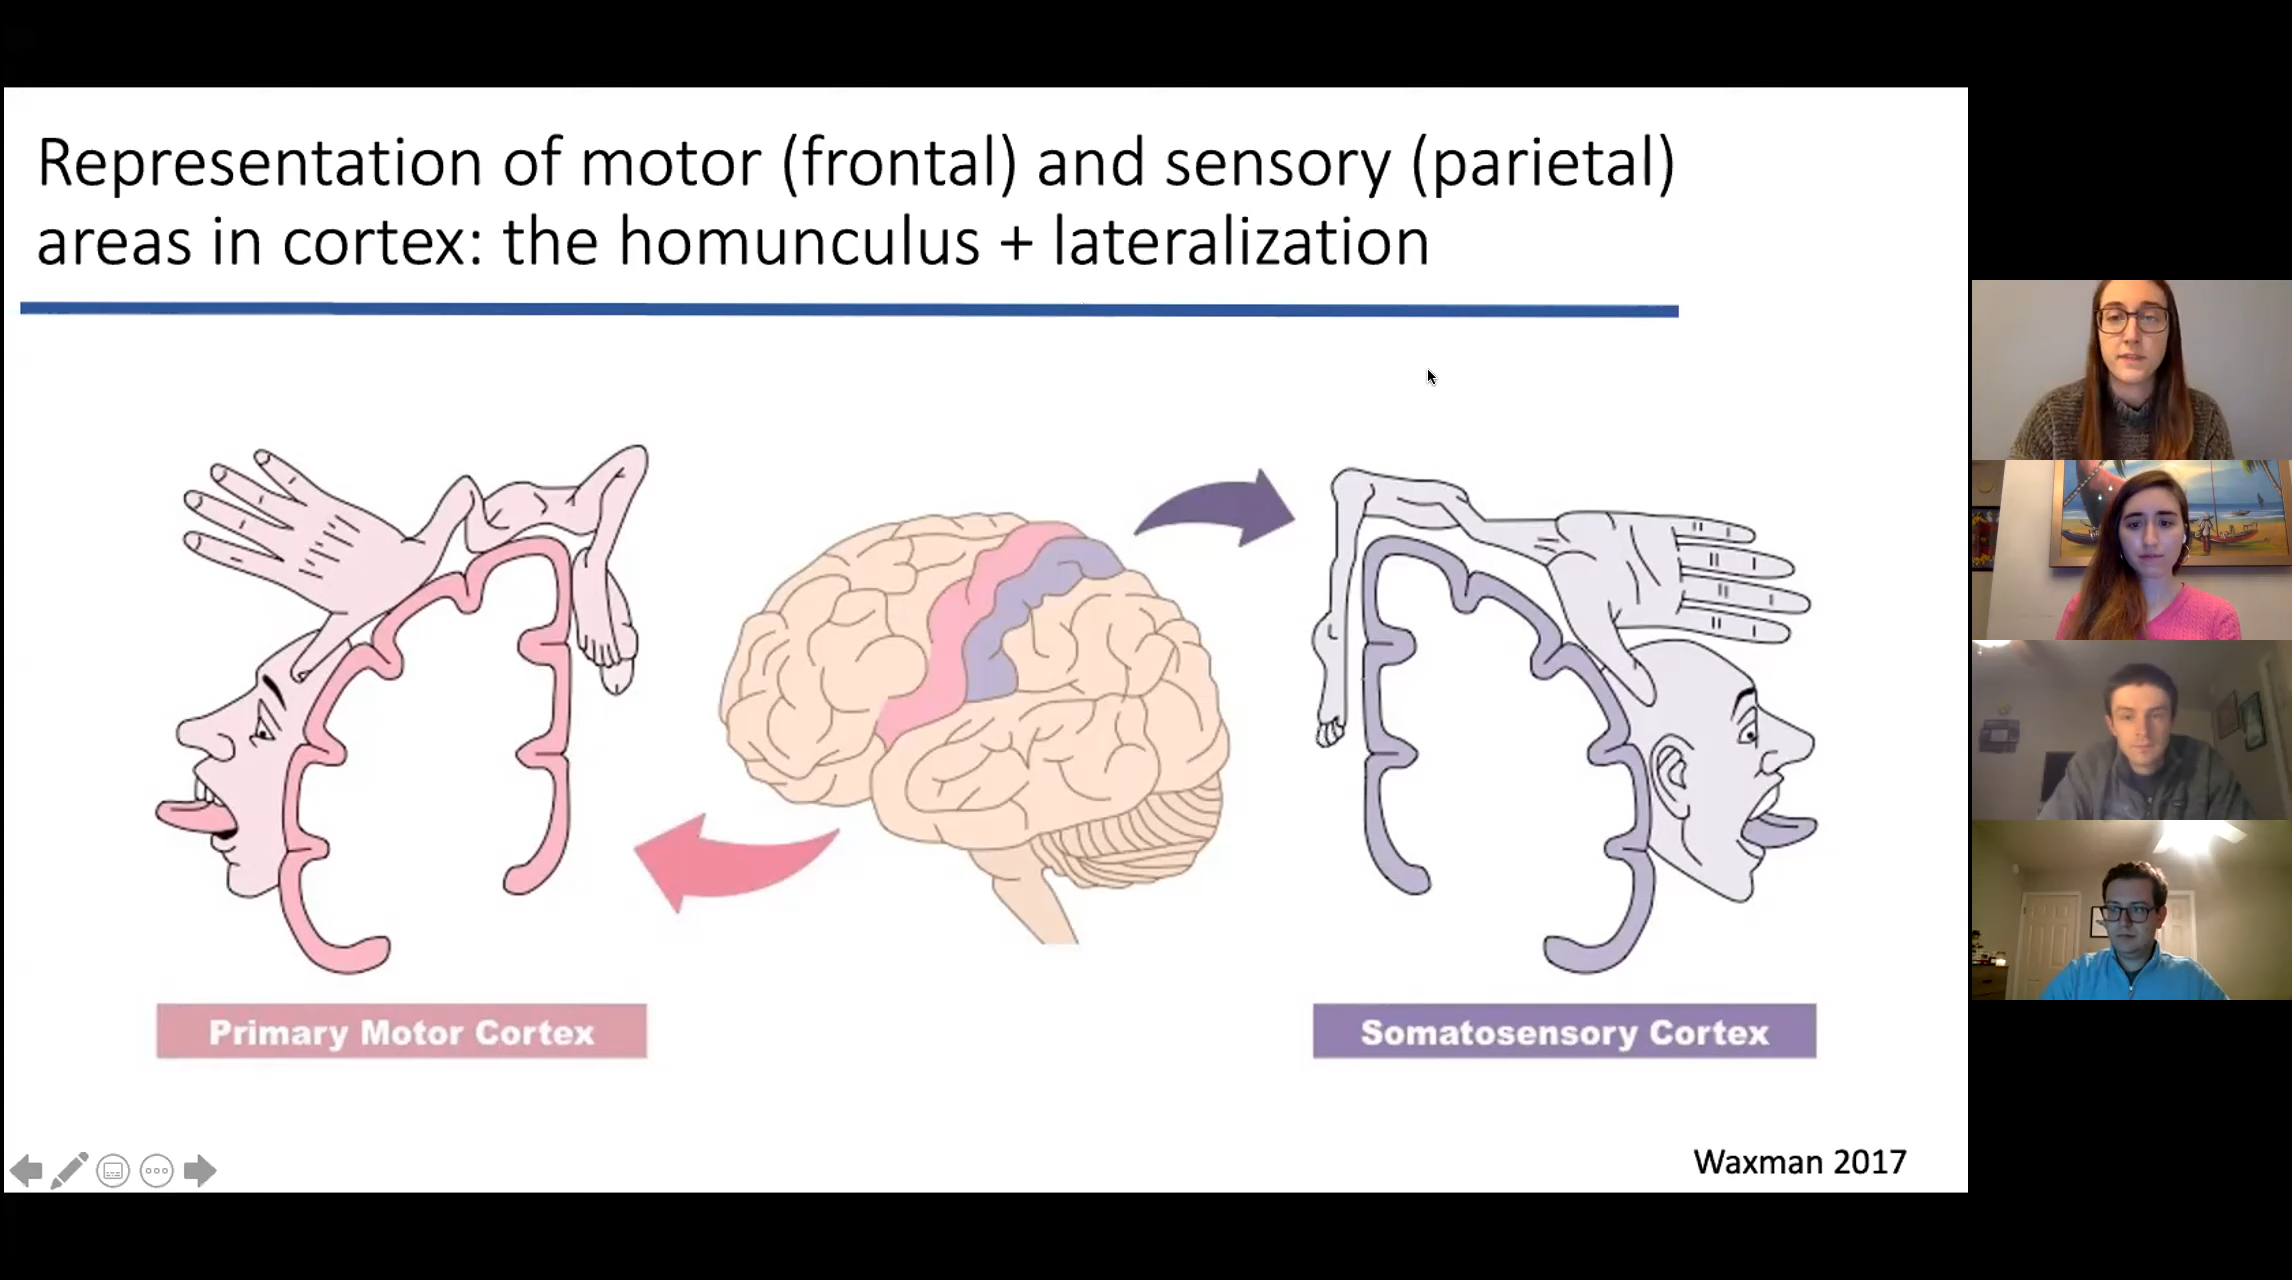 Representation of motor (frontal) and sensory (parietal)
areas in cortex: the homunculus + lateralization
Primary Motor Cortex
Somatosensory Cortex
Waxman 2017